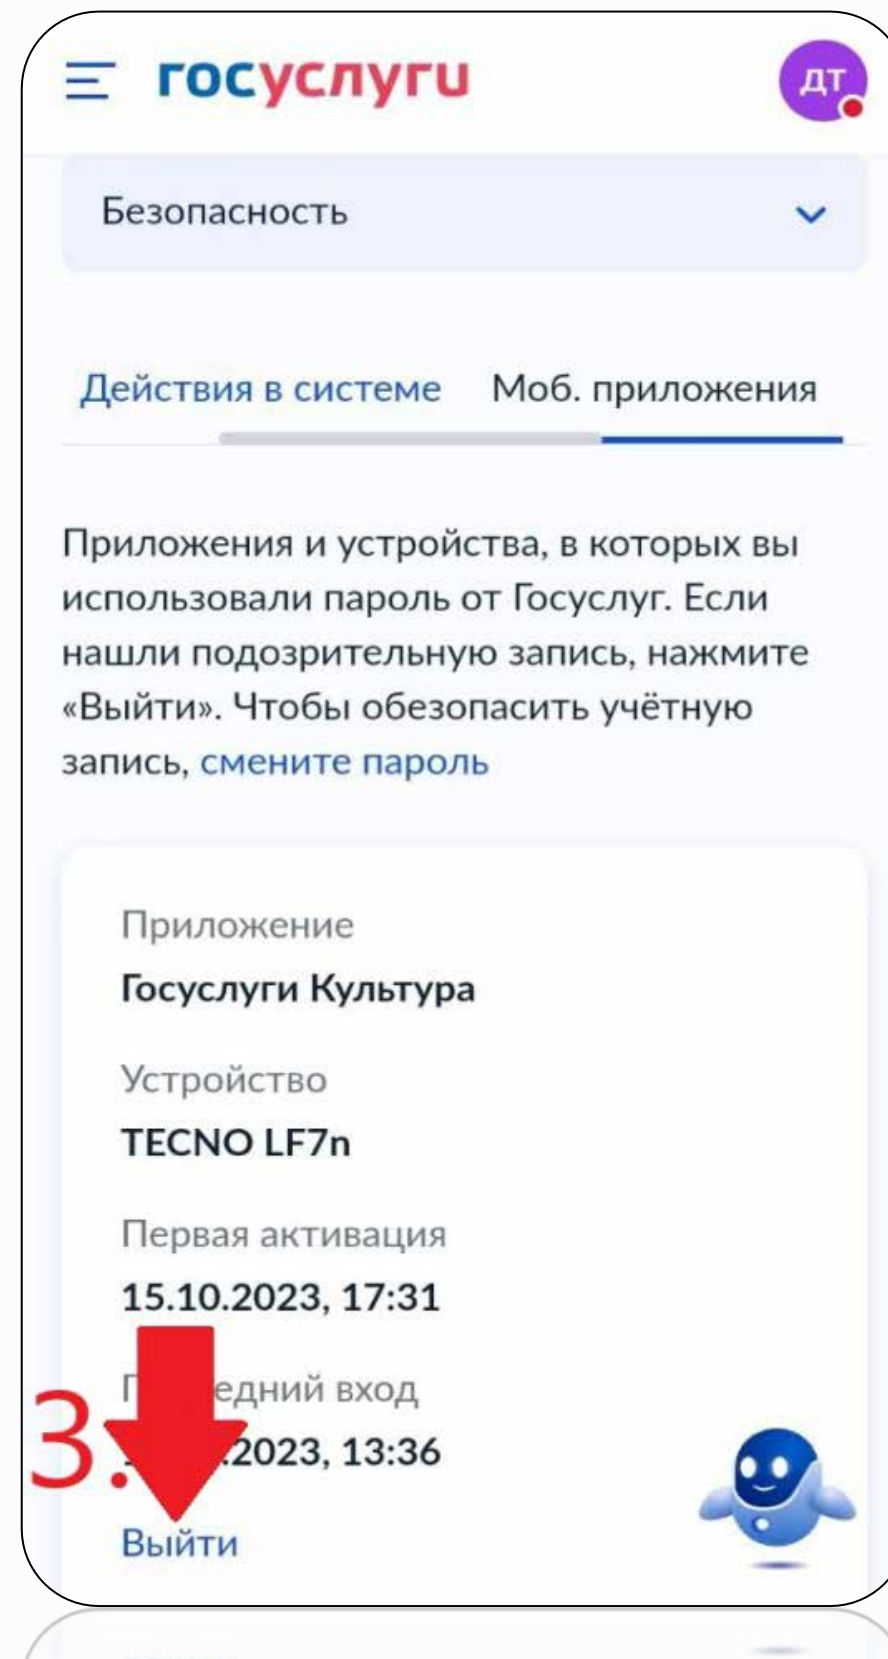 госуслуги
ДТ
Безопасность
Действия в системе Моб. приложения
Приложения и устройства, в которых вы
использовали пароль от Госуслуг. Если
нашли подозрительную запись, нажмите
«Выйти». Чтобы обезопасить учётную
запись, смените пароль
Приложение
Госуслуги Культура
Устройство
TECNO LF7n
Первая активация
15.10.2023, 17:31
вход
3.
2023, 13:36
Выйти